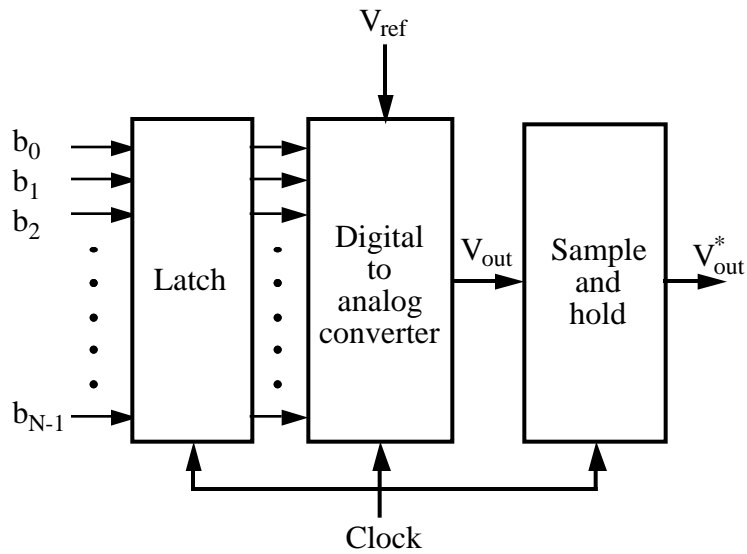 V_ref
b_0
b_1
b_2
b_N-1
Latch
Digital
to
analog
converter
V_out
Sample
and
hold
V*_out
Clock